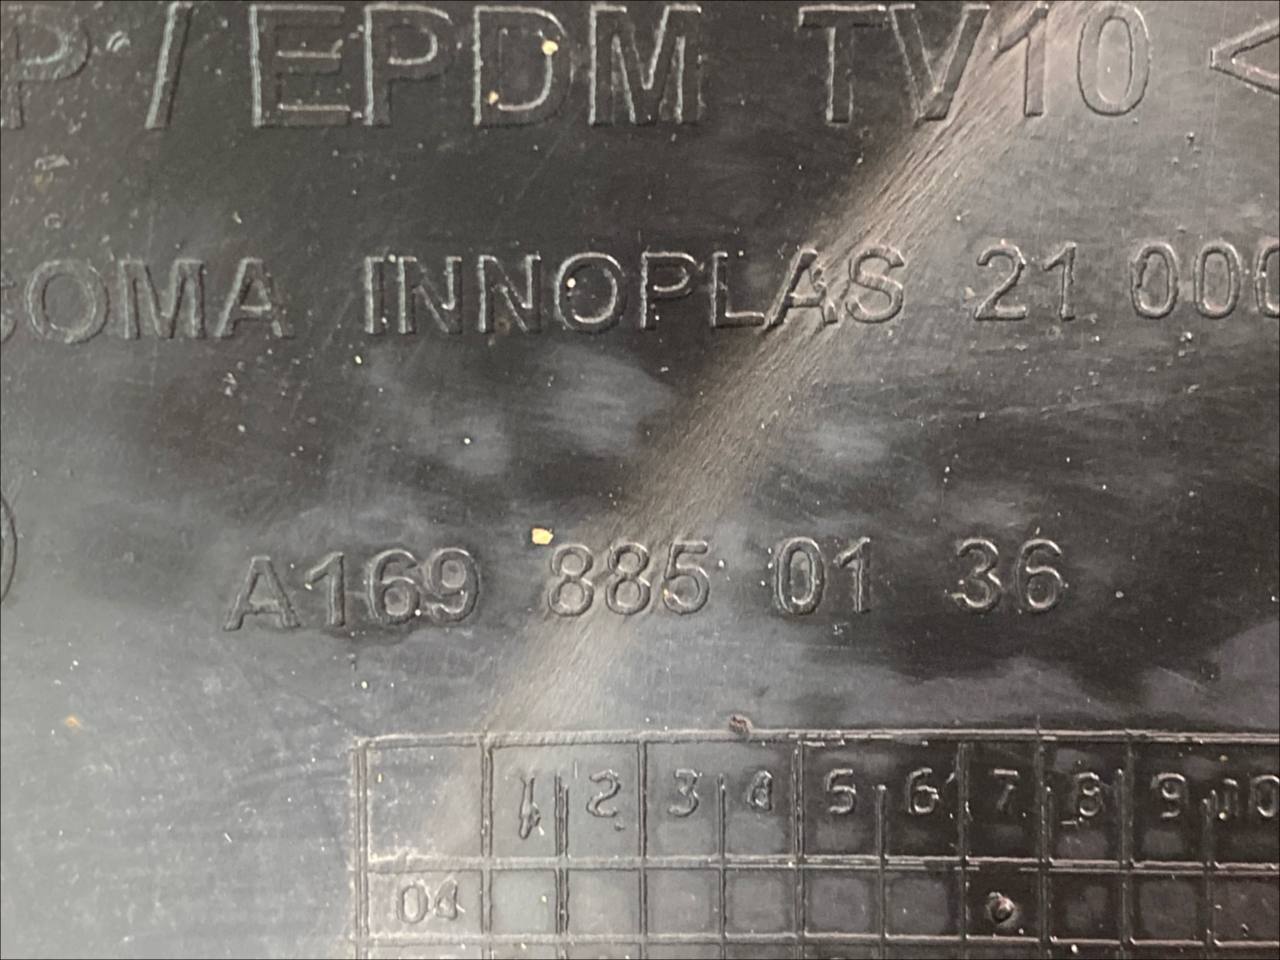 P / EPDM TV10 <
SOMA INNOPLAS 21 000
A169 885 01 36
1 2 3 4 5 6 7 8 9 10
04